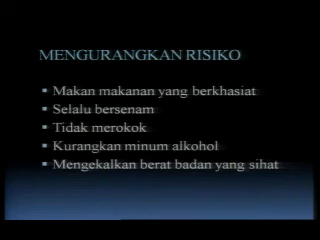 MENGURANGKAN RISIKO
▪ Makan makanan yang berkhasiat
▪ Selalu bersenam
▪ Tidak merokok
▪ Kurangkan minum alkohol
▪ Mengekalkan berat badan yang sihat